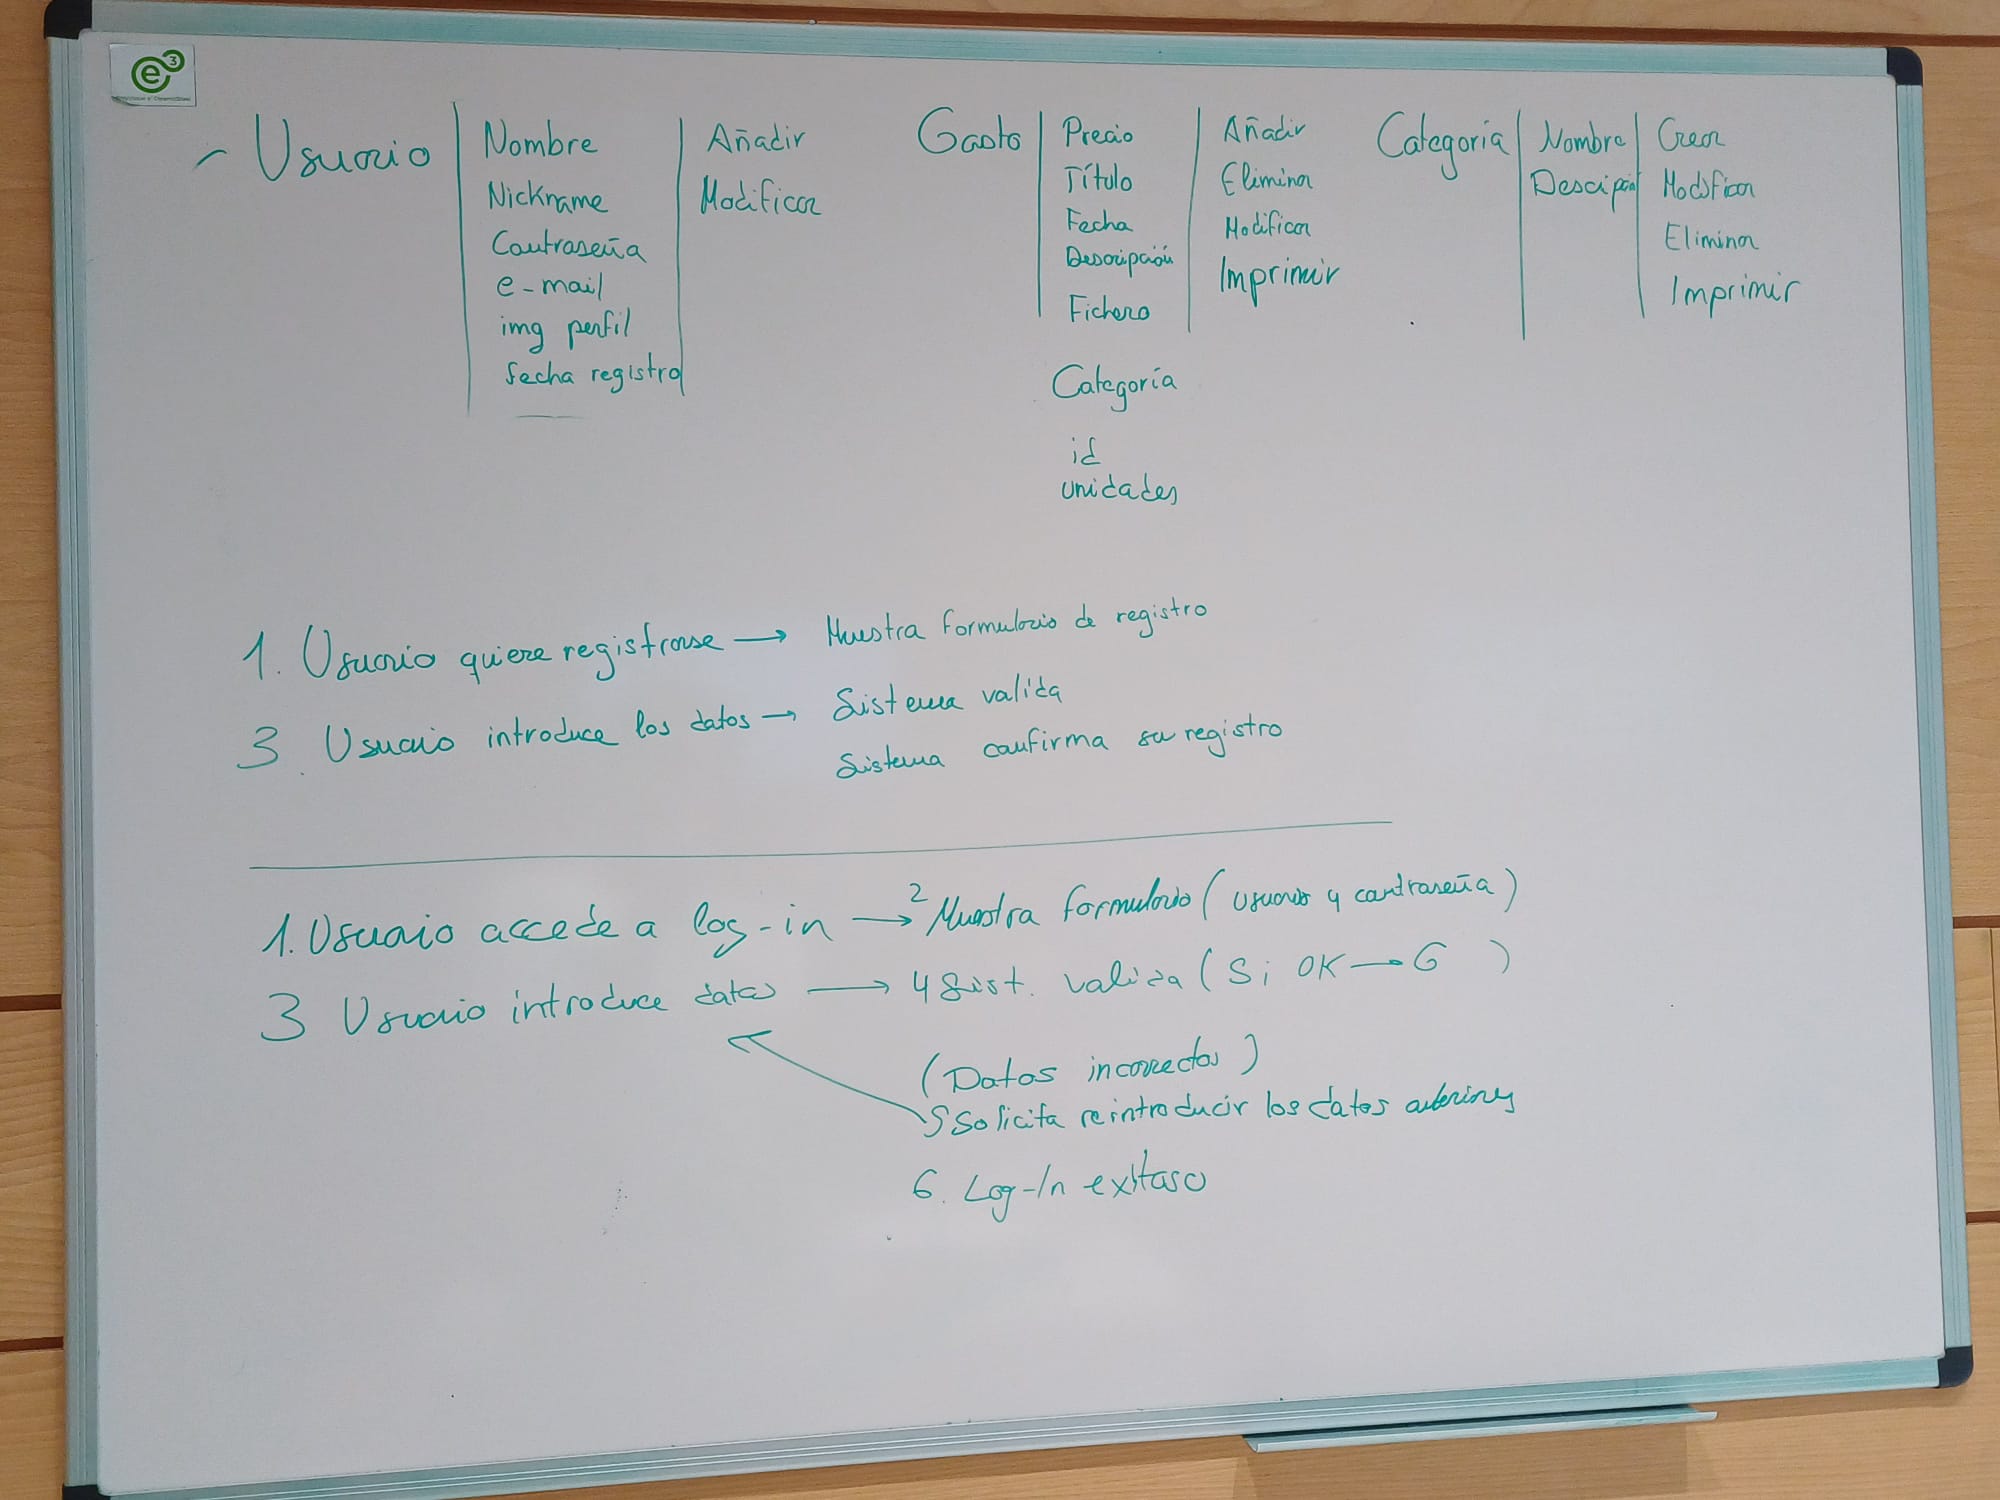 e3
- Usuario
Nombre
Nickname
Contraseña
e-mail
img perfil
fecha registro
Añadir
Modificar
Gasto
Precio
Título
Fecha
Descripción
Fichero
Categoría
id
unidades
Añadir
Eliminar
Modificar
Imprimir
Categoría
Nombre
Descipción
Crear
Modificar
Eliminar
Imprimir
1. Usuario quiere registrarse → Muestra formulario de registro
3. Usuario introduce los datos → Sistema valida
Sistema confirma su registro
1. Usuario accede a log-in → 2 Muestra formulario (usuario y contraseña)
3 Usuario introduce datos → 4 Sist. valida (Si OK → 6 )
(Datos incorrectos)
5 Solicita reintroducir los datos anteriores
6. Log-In exitaso